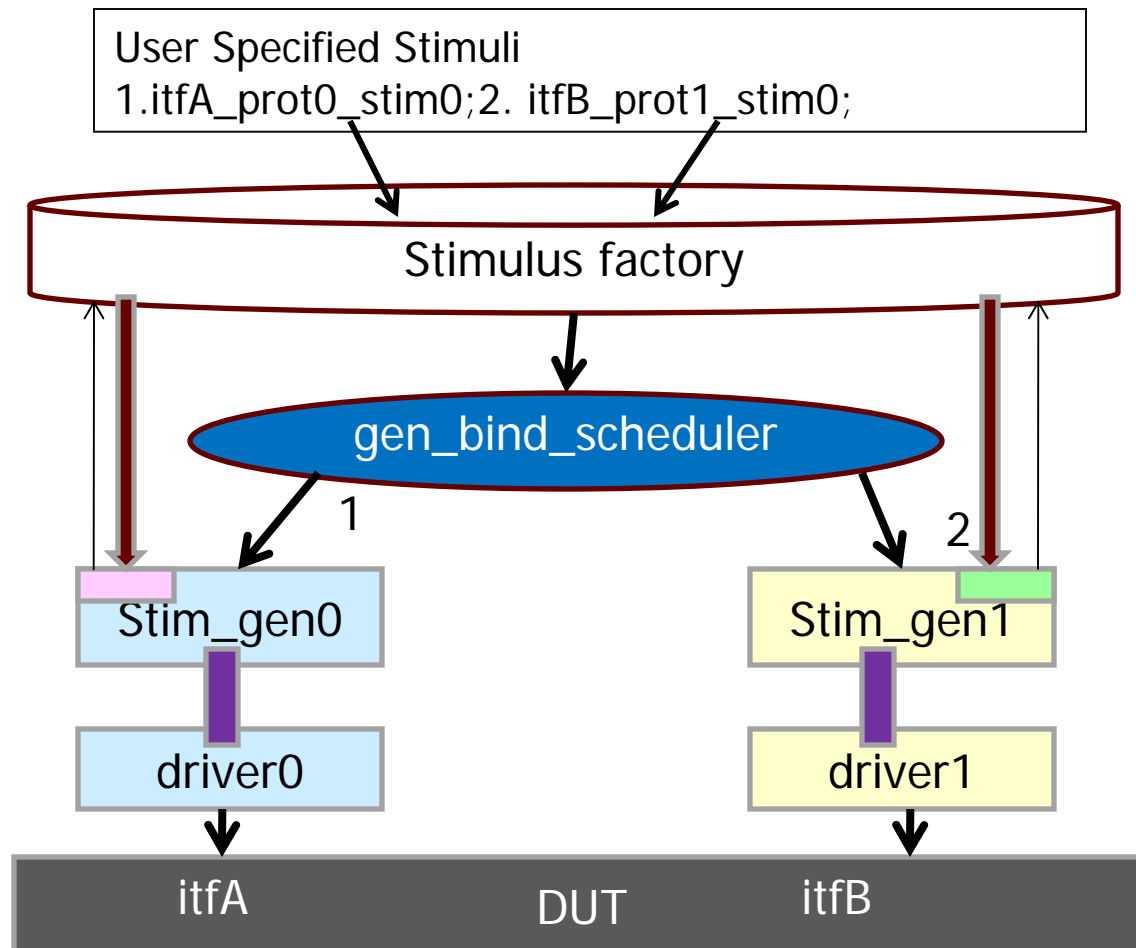 User Specified Stimuli
1.itfA_prot0_stim0;2. itfB_prot1_stim0;
Stimulus factory
gen_bind_scheduler
1
2
Stim_gen0
Stim_gen1
driver0
driver1
itfA
DUT
itfB